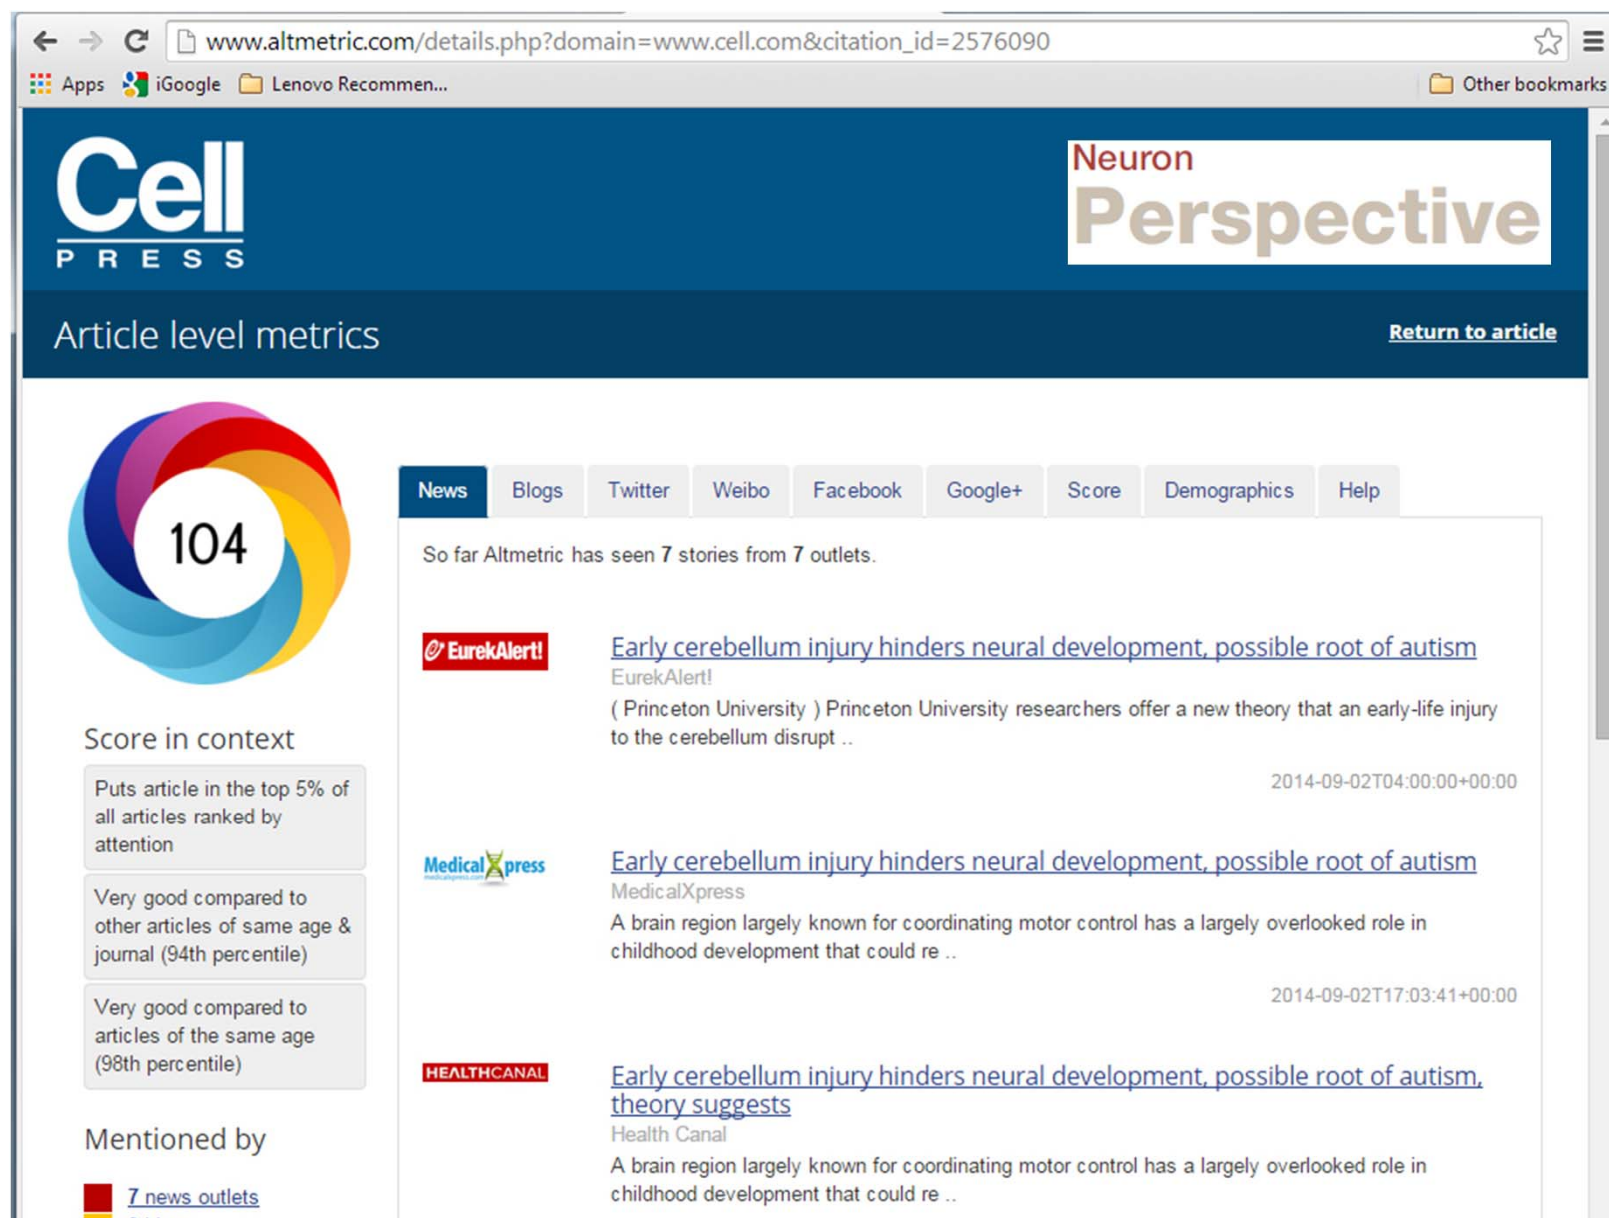 www.altmetric.com/details.php?domain=www.cell.com&citation_id=2576090
Apps iGoogle Lenovo Recommen... Other bookmarks
Cell
PRESS
Neuron
Perspective
Article level metrics
Return to article
104
News Blogs Twitter Weibo Facebook Google+ Score Demographics Help
So far Altmetric has seen 7 stories from 7 outlets.
EurekAlert!
Early cerebellum injury hinders neural development, possible root of autism
EurekAlert!
( Princeton University ) Princeton University researchers offer a new theory that an early-life injury
to the cerebellum disrupt ..
2014-09-02T04:00:00+00:00
Medical Xpress
medicalxpress.com
Early cerebellum injury hinders neural development, possible root of autism
MedicalXpress
A brain region largely known for coordinating motor control has a largely overlooked role in
childhood development that could re ..
2014-09-02T17:03:41+00:00
HEALTHCANAL
Early cerebellum injury hinders neural development, possible root of autism,
theory suggests
Health Canal
A brain region largely known for coordinating motor control has a largely overlooked role in
childhood development that could re ..
Score in context
Puts article in the top 5% of
all articles ranked by
attention
Very good compared to
other articles of same age &
journal (94th percentile)
Very good compared to
articles of the same age
(98th percentile)
Mentioned by
7 news outlets